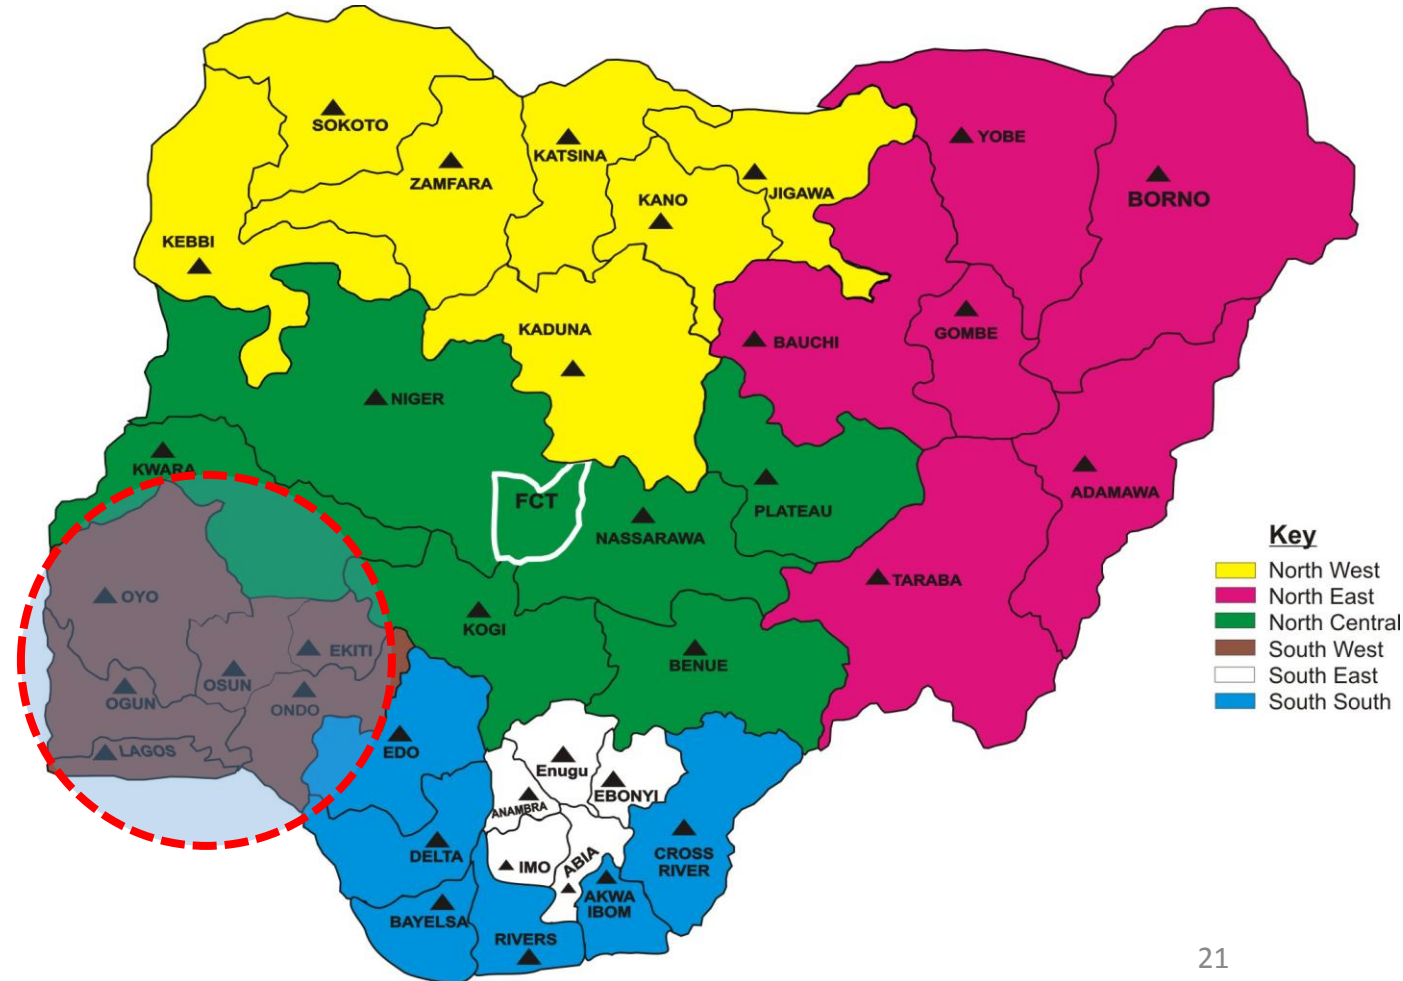 SOKOTO
ZAMFARA
KATSINA
KANO
JIGAWA
YOBE
BORNO
KEBBI
KADUNA
BAUCHI
GOMBE
NIGER
KWARA
FCT
NASSARAWA
PLATEAU
ADAMAWA
TARABA
OYO
KOGI
BENUE
EKITI
OSUN
OGUN
ONDO
LAGOS
EDO
Enugu
EBONYI
ANAMBRA
IMO
ABIA
CROSS
RIVER
DELTA
AKWA
IBOM
BAYELSA
RIVERS
Key
North West
North East
North Central
South West
South East
South South
21